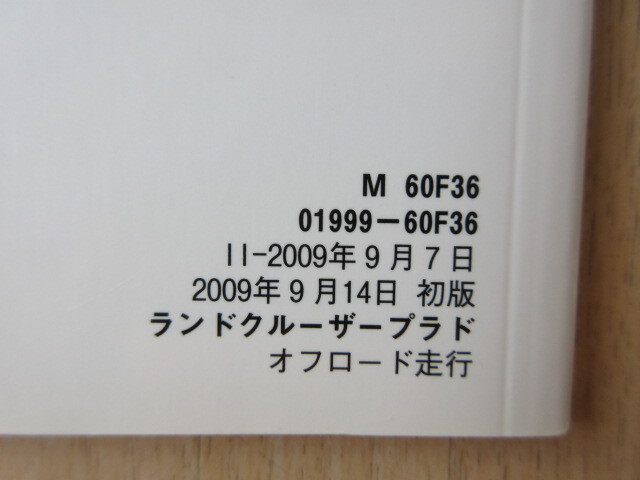 M 60F36
01999−60F36
II-2009年9月7日
2009年9月14日 初版
ランドクルーザープラド
オフロード走行